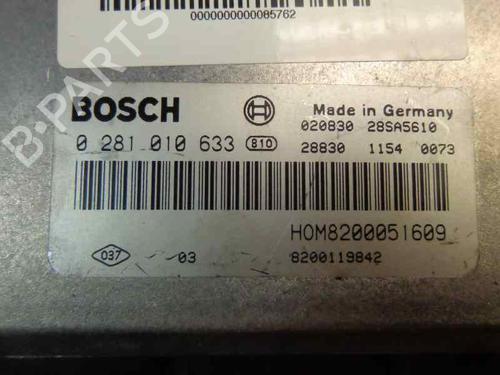 0000000000085762
BOSCH
Made in Germany
0 281 010 633 810
020830 28SA5610
28830 1154 0073
HOM8200051609
037 03 8200119842
B-Parts